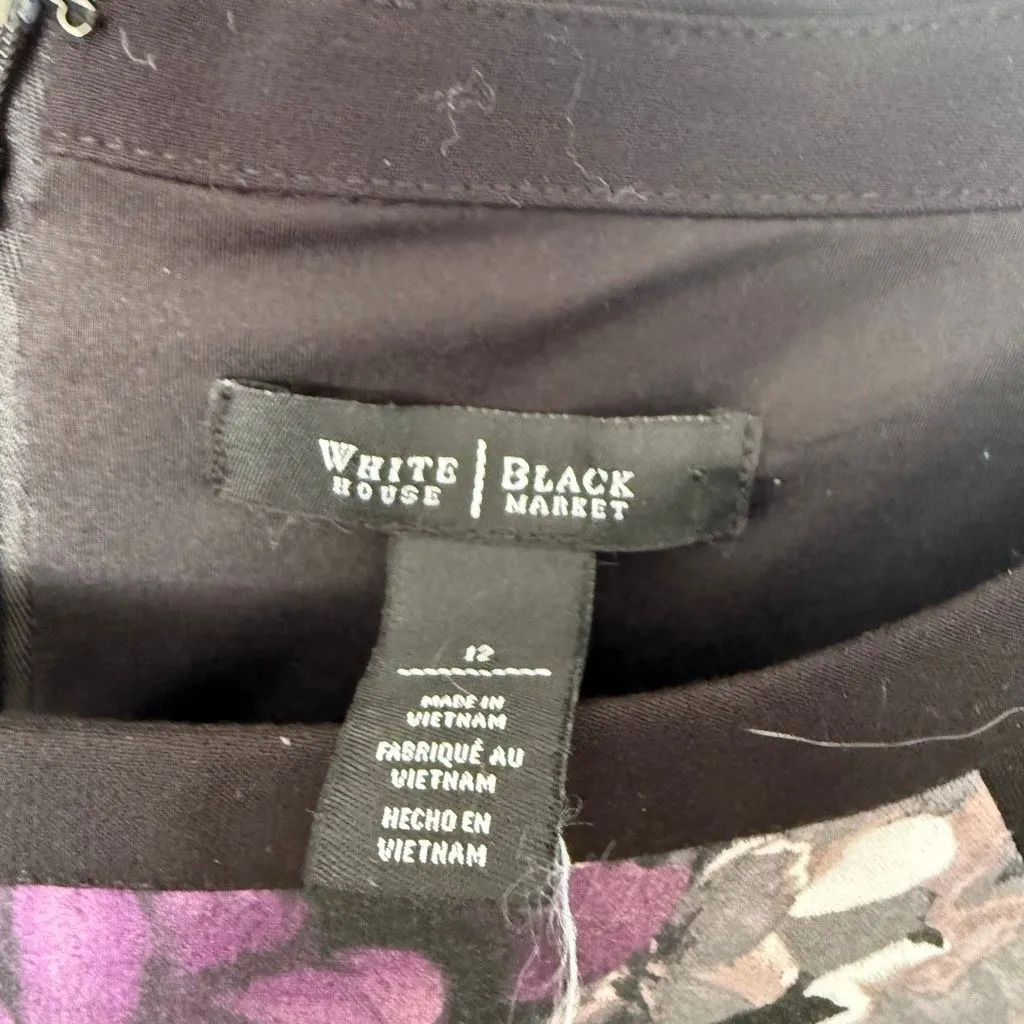 WHITE | BLACK
HOUSE MARKET
12
MADE IN
VIETNAM
FABRIQUÉ AU
VIETNAM
HECHO EN
VIETNAM